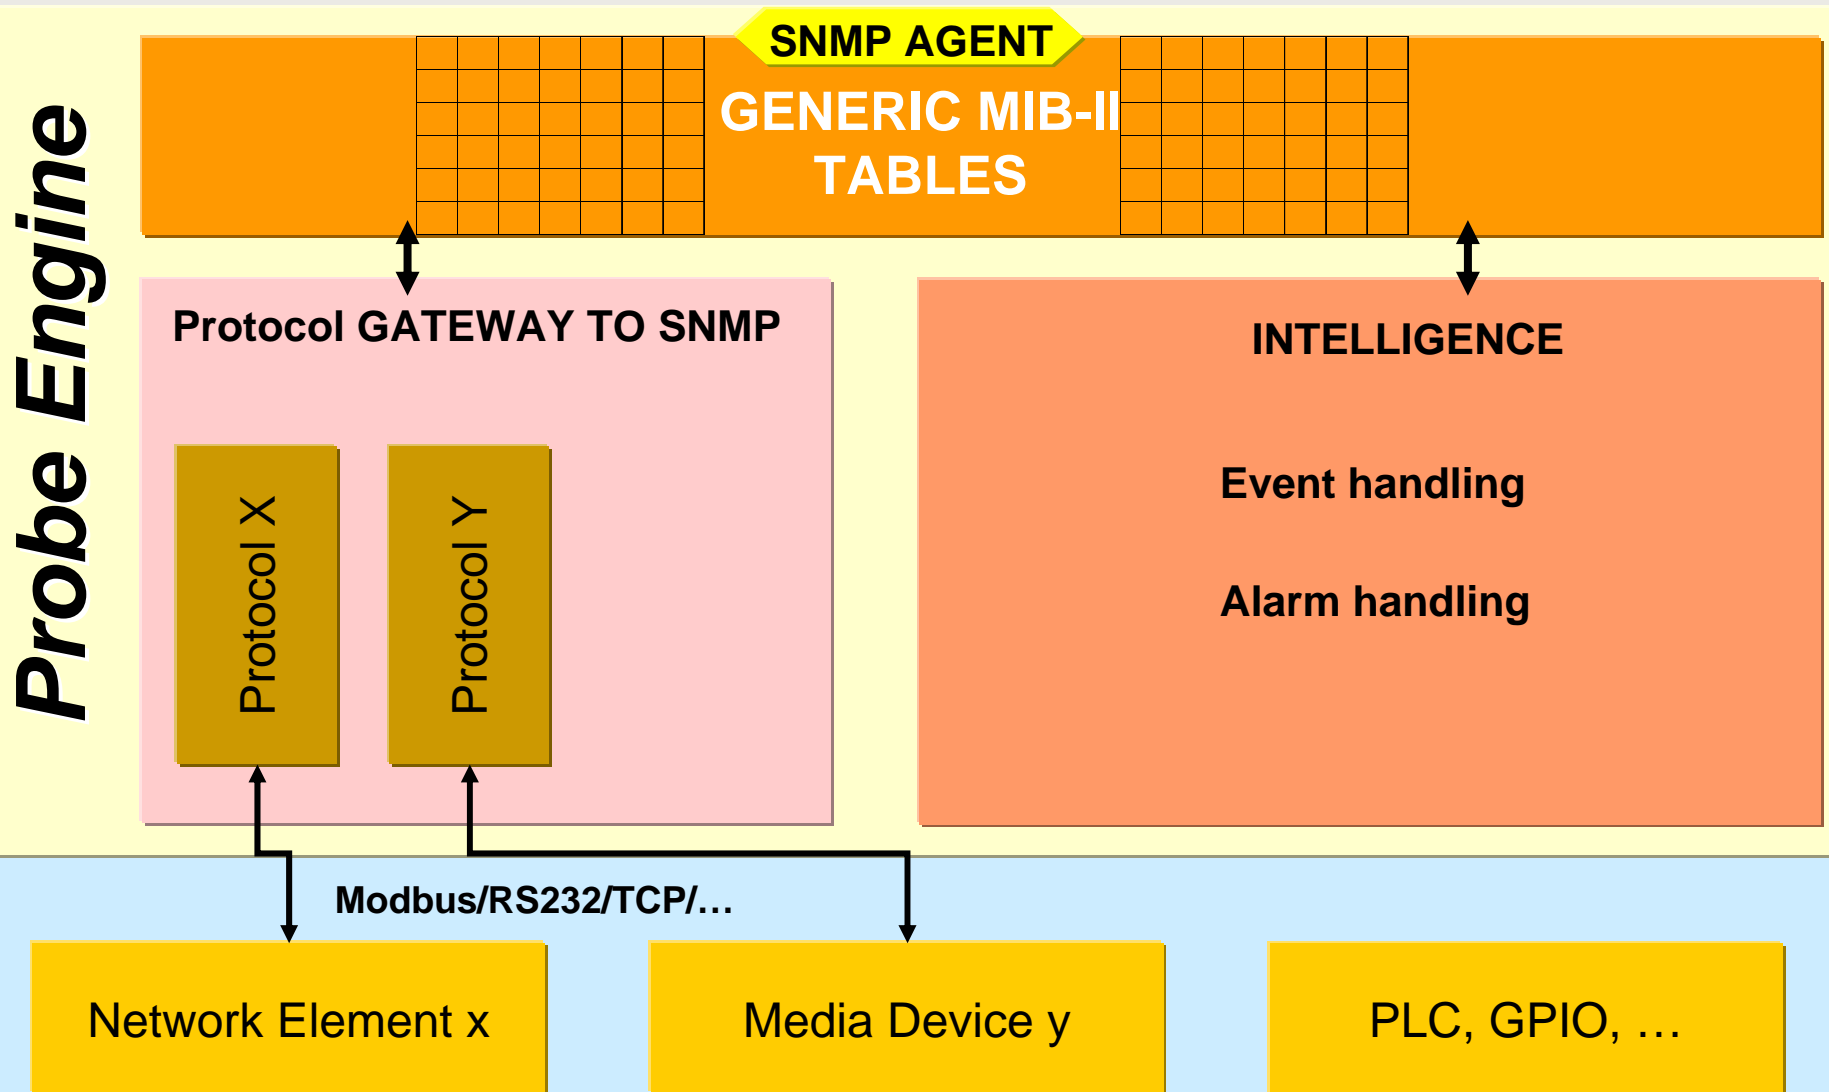 SNMP AGENT
GENERIC MIB-II
TABLES
Probe Engine
Protocol GATEWAY TO SNMP
INTELLIGENCE
Event handling
Alarm handling
Protocol X
Protocol Y
Modbus/RS232/TCP/…
Network Element x
Media Device y
PLC, GPIO, …